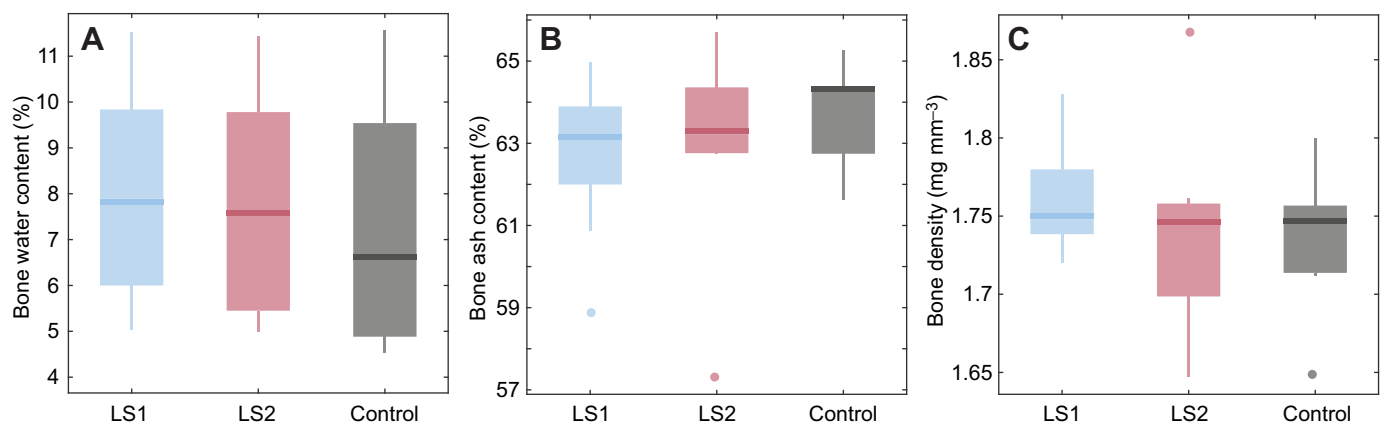 A
Bone water content (%)
11
10
9
8
7
6
5
4
LS1 LS2 Control
B
Bone ash content (%)
65
63
61
59
57
LS1 LS2 Control
C
Bone density (mg mm⁻³)
1.85
1.8
1.75
1.7
1.65
LS1 LS2 Control